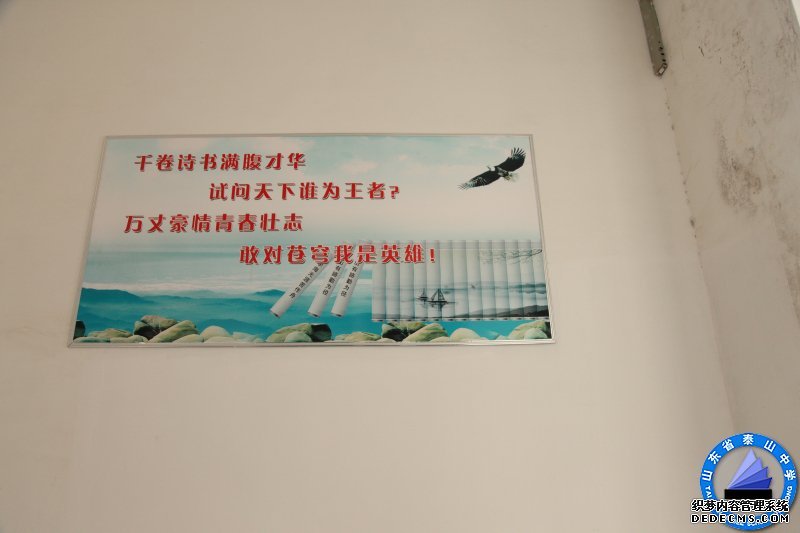 千卷诗书满腹才华
试问天下谁为王者?
万丈豪情青春壮志
敢对苍穹我是英雄!
山东省泰山中学
织梦内容管理系统
DEDECMS.COM